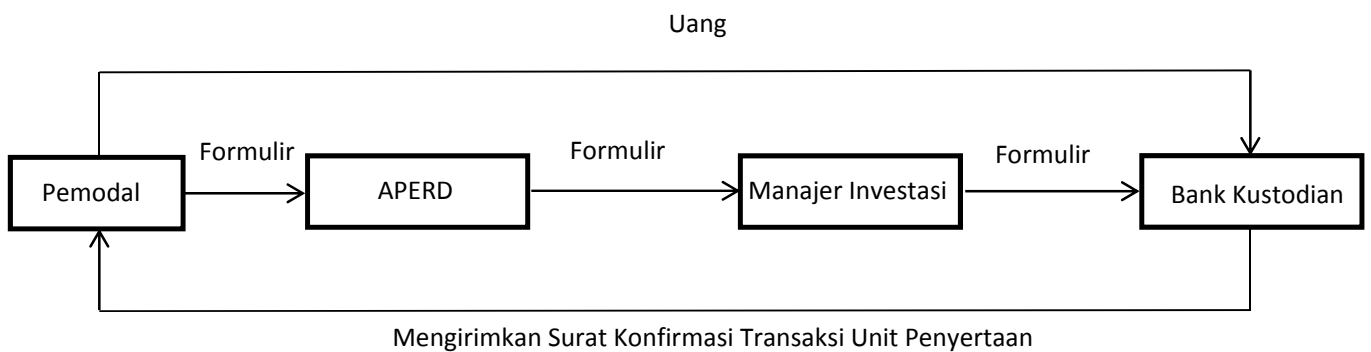 Uang
Formulir
Formulir
Formulir
Pemodal
APERD
Manajer Investasi
Bank Kustodian
Mengirimkan Surat Konfirmasi Transaksi Unit Penyertaan